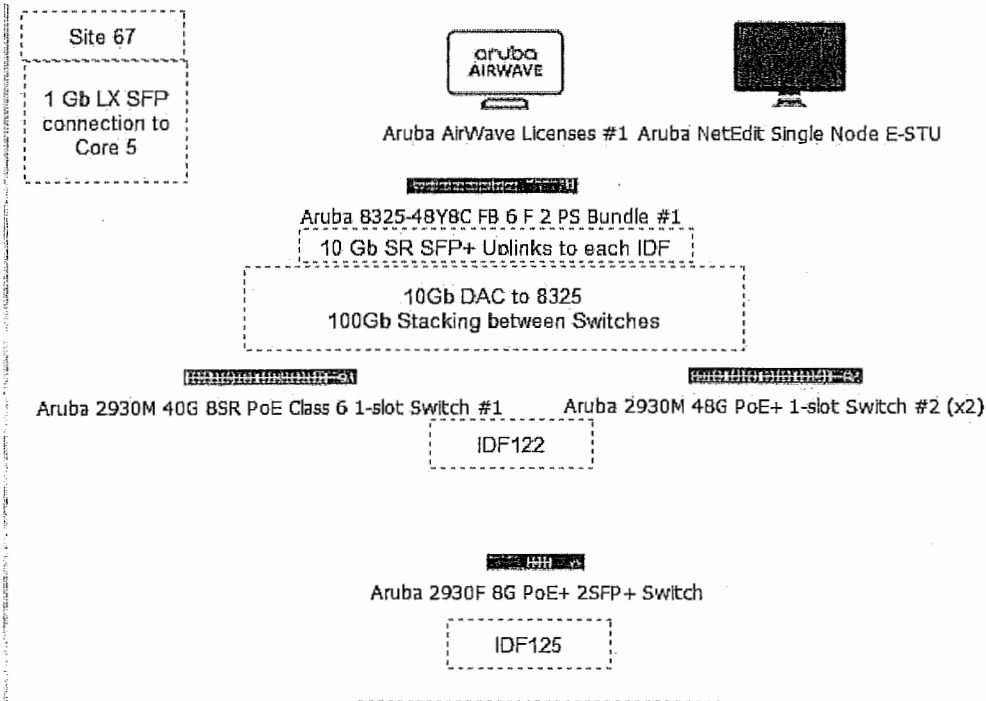 Site 67
1 Gb LX SFP
connection to
Core 5
aruba
AIRWAVE
Aruba AirWave Licenses #1
Aruba NetEdit Single Node E-STU
Aruba 8325-48Y8C FB 6 F 2 PS Bundle #1
10 Gb SR SFP+ Uplinks to each IDF
10Gb DAC to 8325
100Gb Stacking between Switches
Aruba 2930M 40G 8SR PoE Class 6 1-slot Switch #1
Aruba 2930M 48G PoE+ 1-slot Switch #2 (x2)
IDF122
Aruba 2930F 8G PoE+ 2SFP+ Switch
IDF125